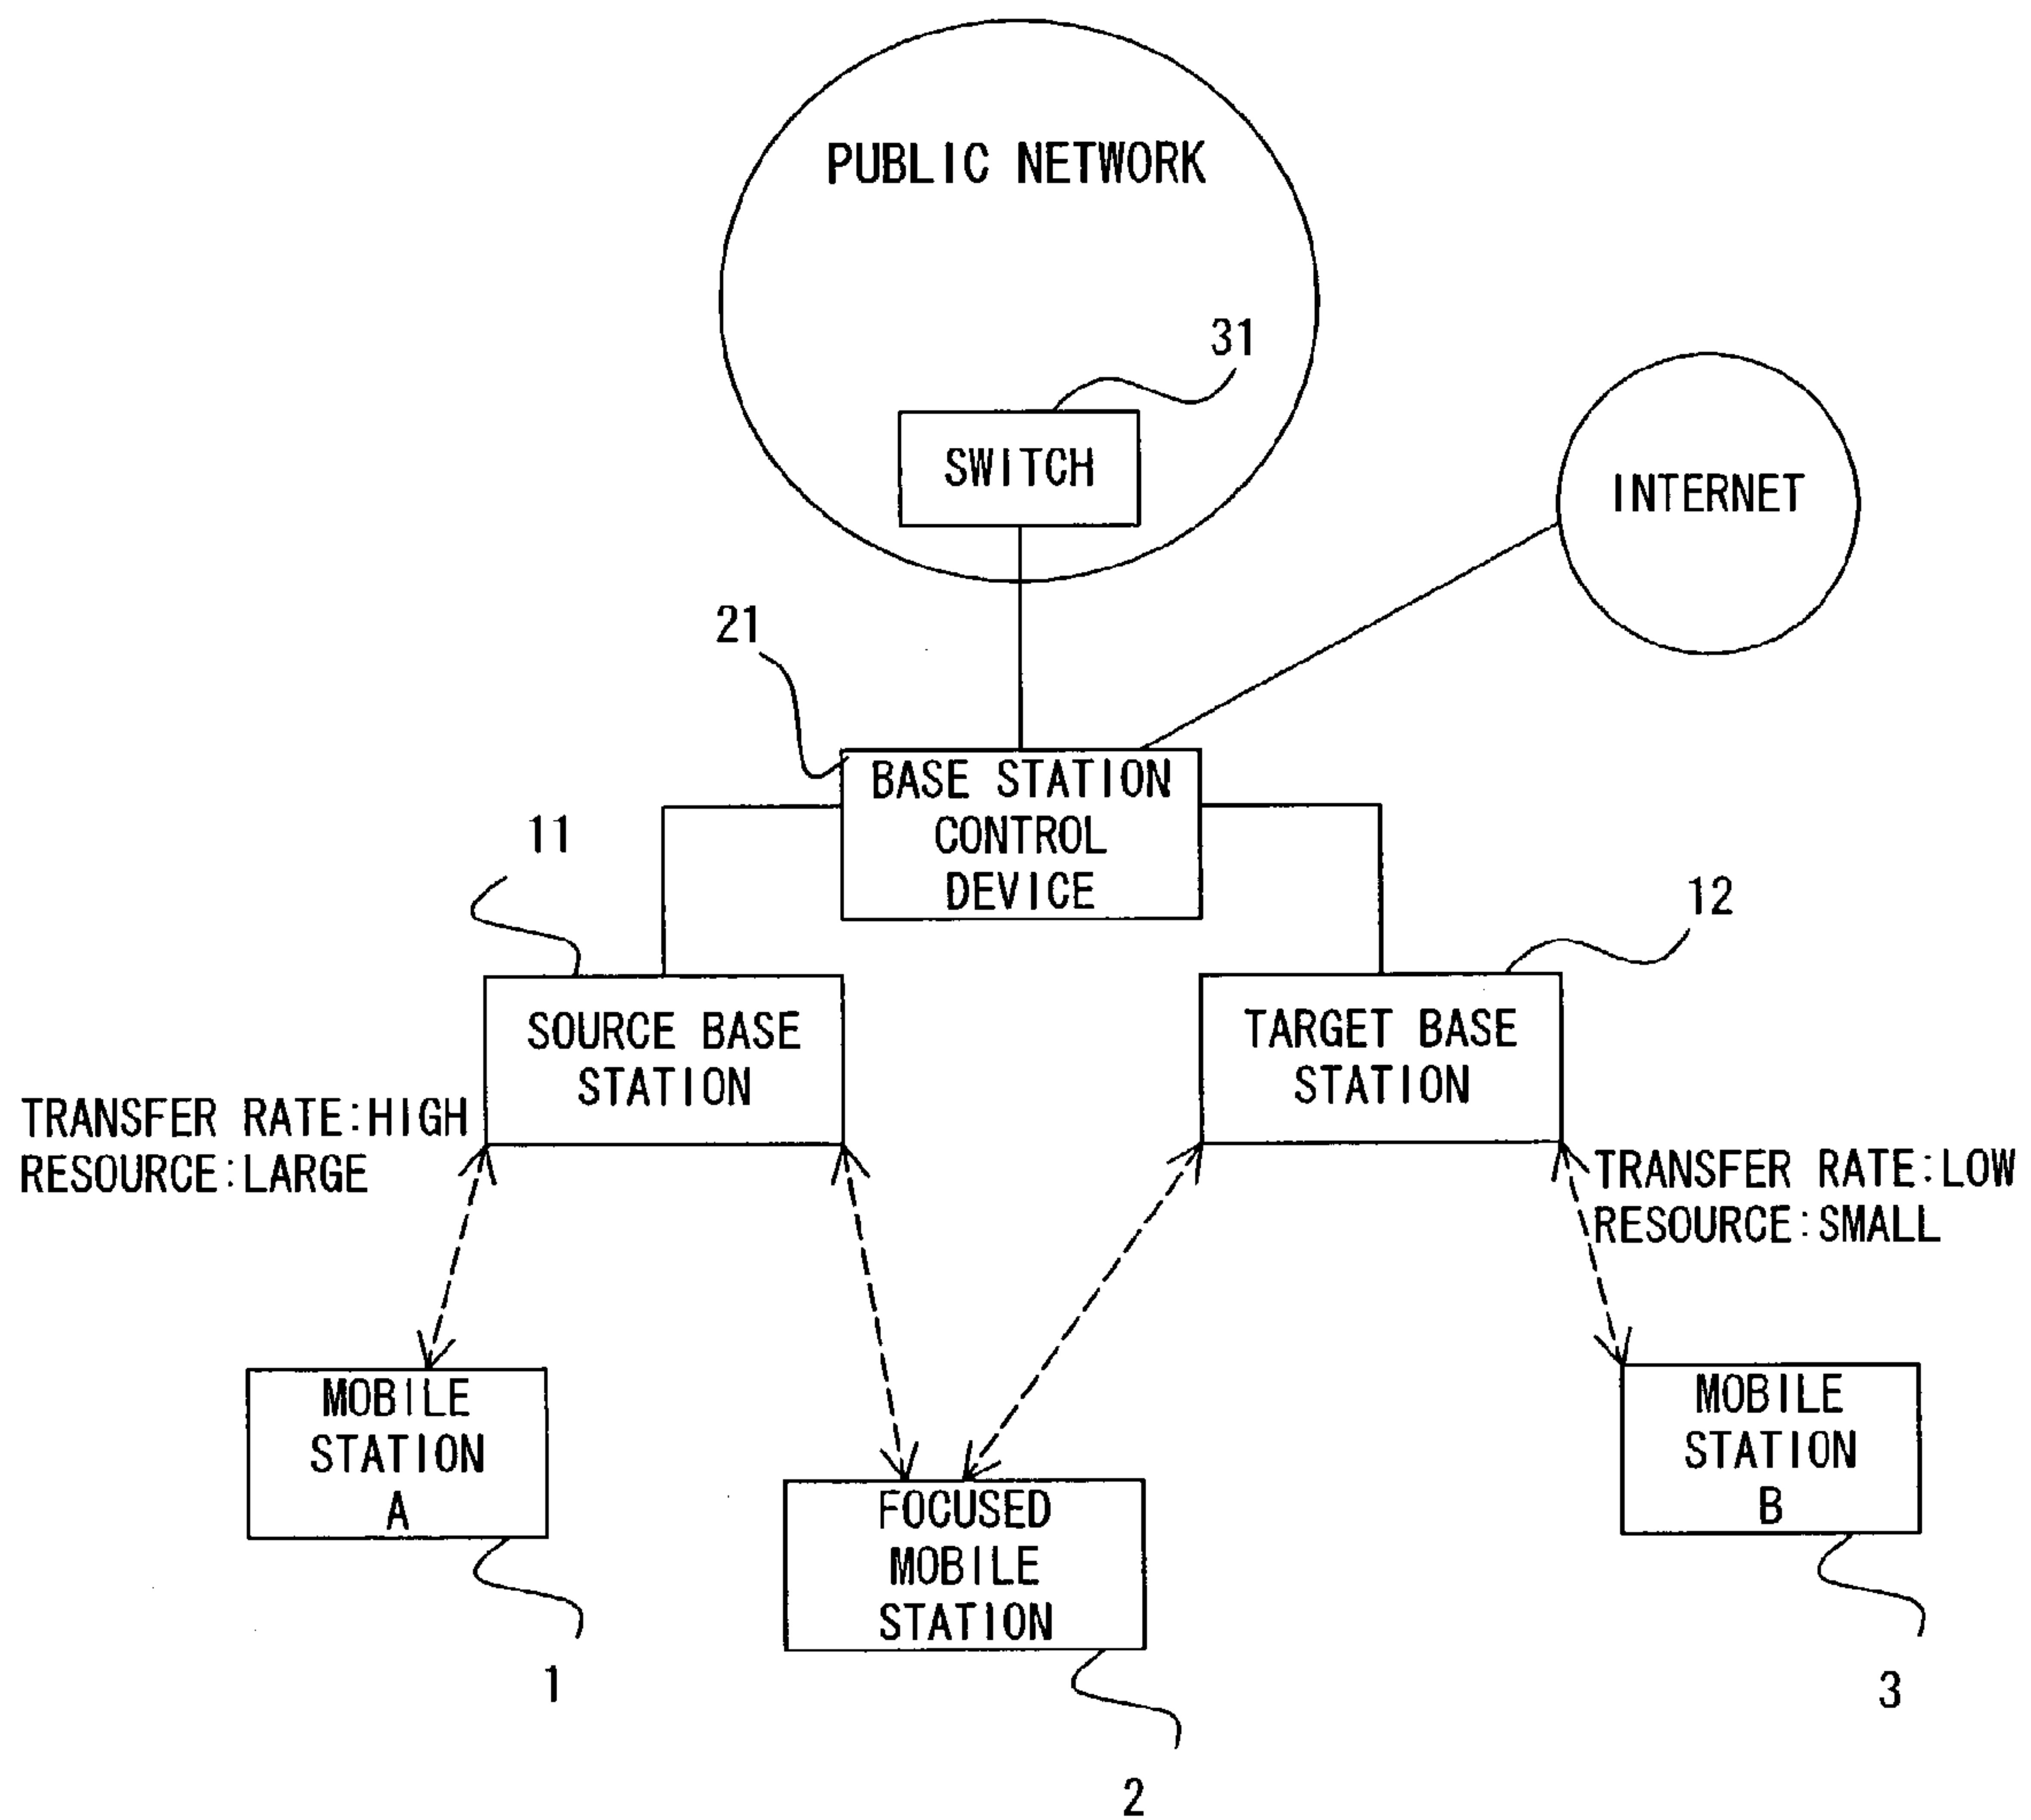 PUBLIC NETWORK
31
SWITCH
INTERNET
21
BASE STATION
CONTROL
DEVICE
11
12
SOURCE BASE
STATION
TARGET BASE
STATION
TRANSFER RATE:HIGH
RESOURCE:LARGE
TRANSFER RATE:LOW
RESOURCE:SMALL
MOBILE
STATION
A
FOCUSED
MOBILE
STATION
MOBILE
STATION
B
1
2
3